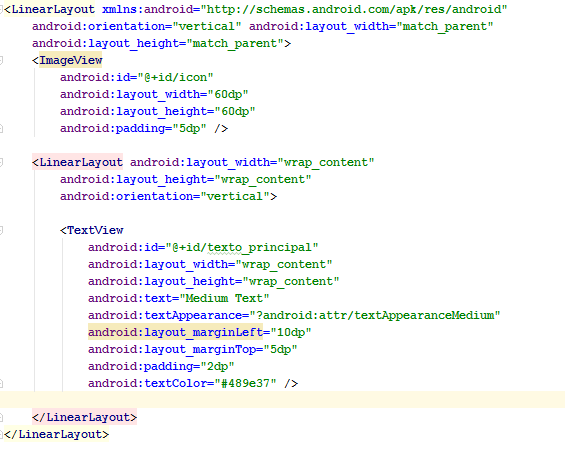 <LinearLayout xmlns:android="http://schemas.android.com/apk/res/android"
    android:orientation="vertical" android:layout_width="match_parent"
    android:layout_height="match_parent">
    <ImageView
        android:id="@+id/icon"
        android:layout_width="60dp"
        android:layout_height="60dp"
        android:padding="5dp" />

    <LinearLayout android:layout_width="wrap_content"
        android:layout_height="wrap_content"
        android:orientation="vertical">

        <TextView
            android:id="@+id/texto_principal"
            android:layout_width="wrap_content"
            android:layout_height="wrap_content"
            android:text="Medium Text"
            android:textAppearance="?android:attr/textAppearanceMedium"
            android:layout_marginLeft="10dp"
            android:layout_marginTop="5dp"
            android:padding="2dp"
            android:textColor="#489e37" />

    </LinearLayout>
</LinearLayout>